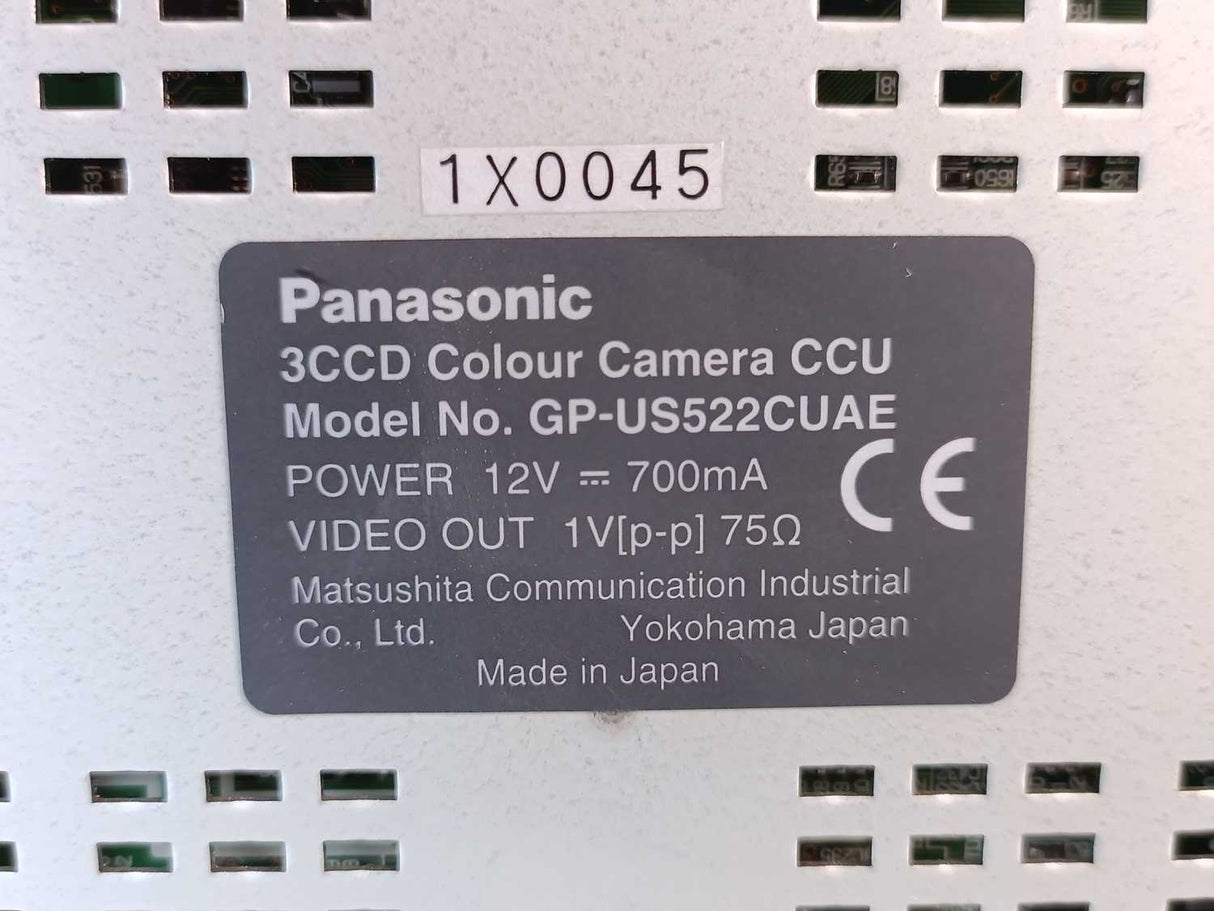 1X0045
Panasonic
3CCD Colour Camera CCU
Model No. GP-US522CUAE
POWER 12V ⎓ 700mA
VIDEO OUT 1V[p-p] 75Ω
CE
Matsushita Communication Industrial
Co., Ltd. Yokohama Japan
Made in Japan